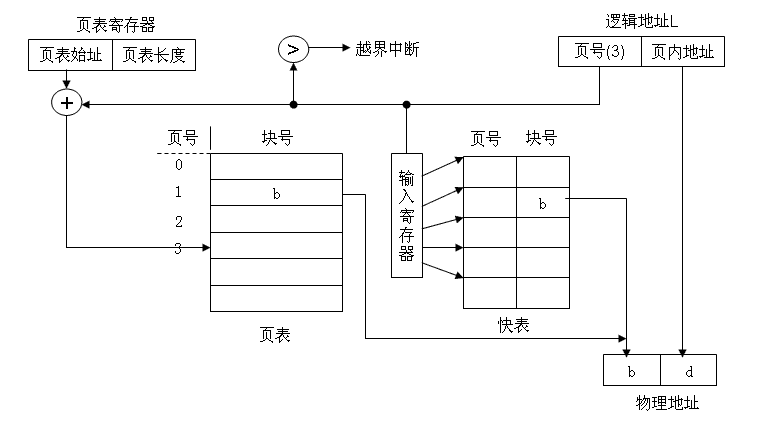 页表寄存器
逻辑地址L
页表始址 页表长度
> 越界中断
页号(3) 页内地址
+
页号 块号
页号 块号
0
1 b
2
3
输入寄存器
b
页表
快表
b d
物理地址